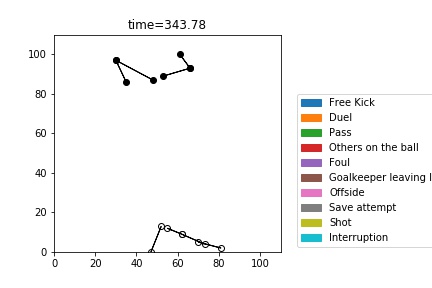 time=343.78
100
80
60
40
20
0
0 20 40 60 80 100
Free Kick
Duel
Pass
Others on the ball
Foul
Goalkeeper leaving l
Offside
Save attempt
Shot
Interruption